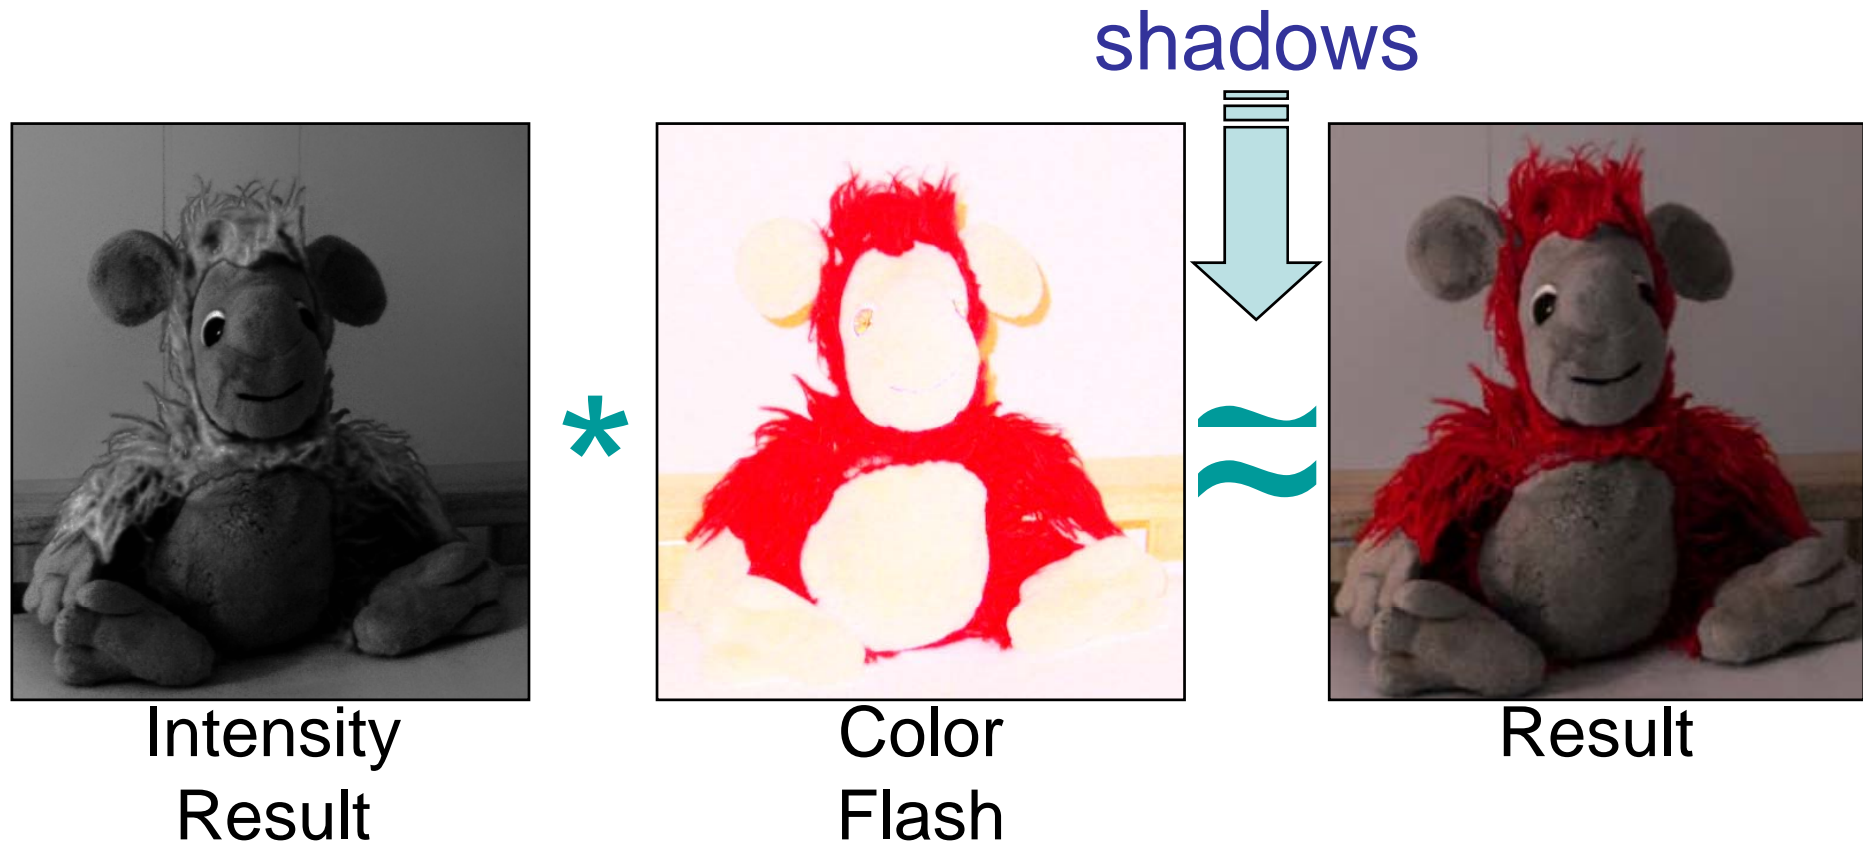 shadows
*
≈
Intensity
Result
Color
Flash
Result